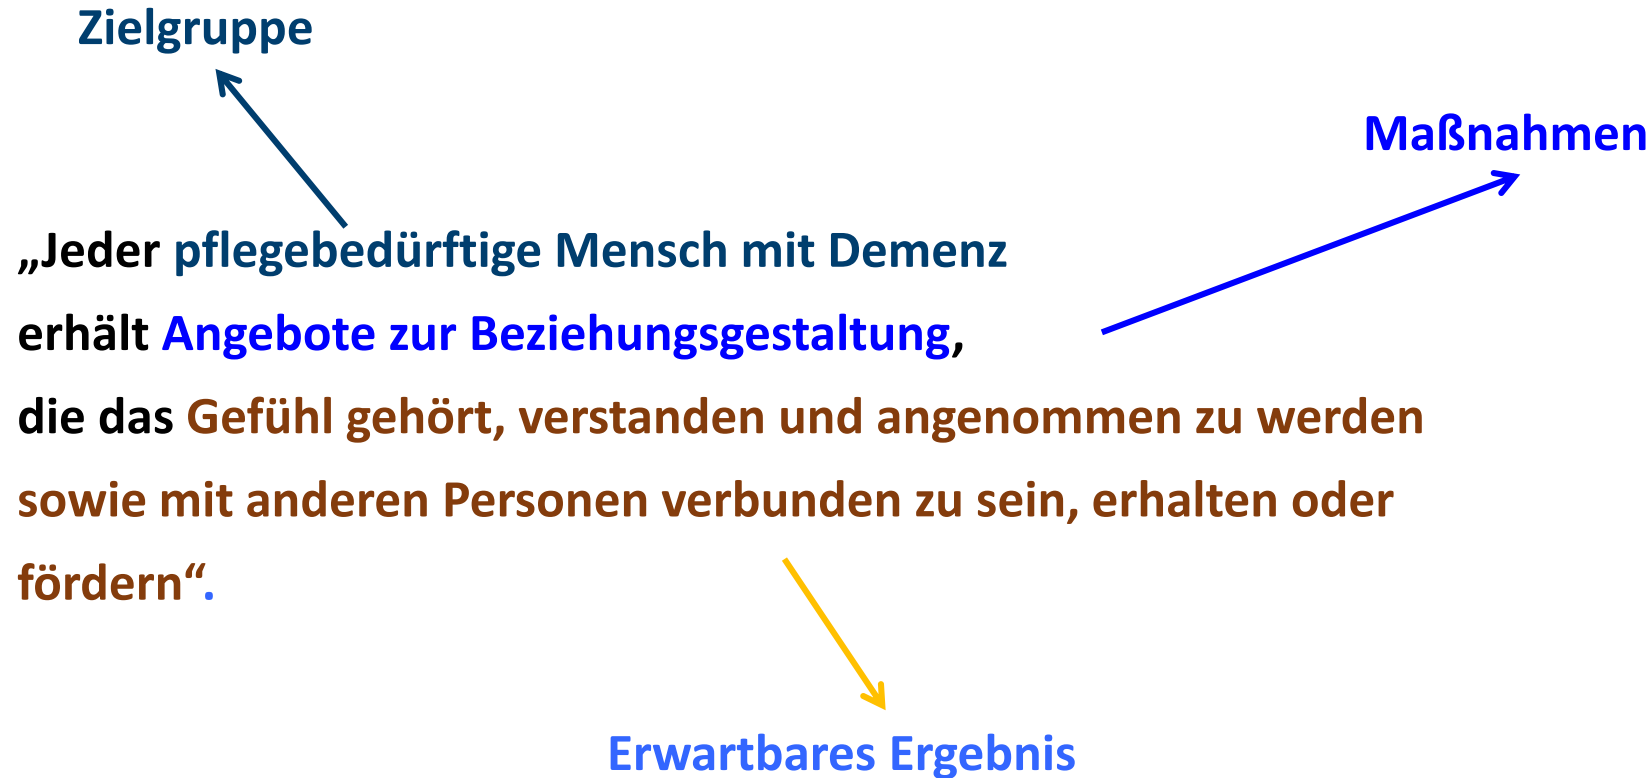 Zielgruppe
Maßnahmen
„Jeder pflegebedürftige Mensch mit Demenz
erhält Angebote zur Beziehungsgestaltung,
die das Gefühl gehört, verstanden und angenommen zu werden
sowie mit anderen Personen verbunden zu sein, erhalten oder
fördern“.
Erwartbares Ergebnis